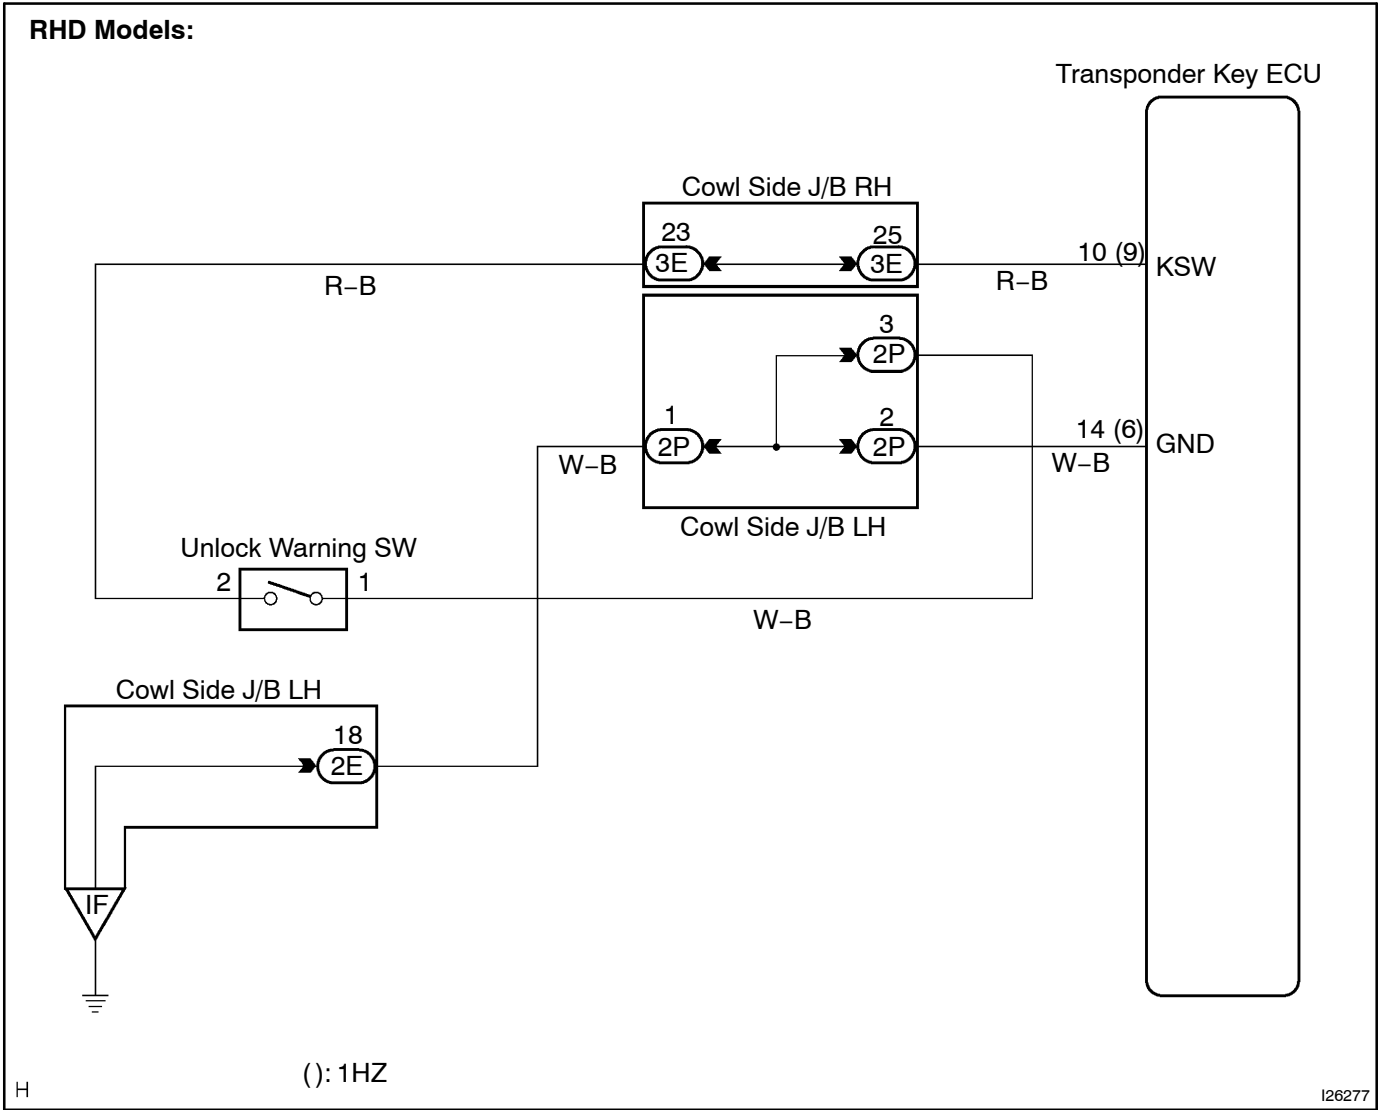 RHD Models:
Transponder Key ECU
Cowl Side J/B RH
23
3E
25
3E
10 (9)
KSW
R–B
R–B
3
2P
1
2P
2
2P
14 (6)
GND
W–B
W–B
Cowl Side J/B LH
Unlock Warning SW
2
1
W–B
Cowl Side J/B LH
18
2E
IF
( ): 1HZ
H
I26277